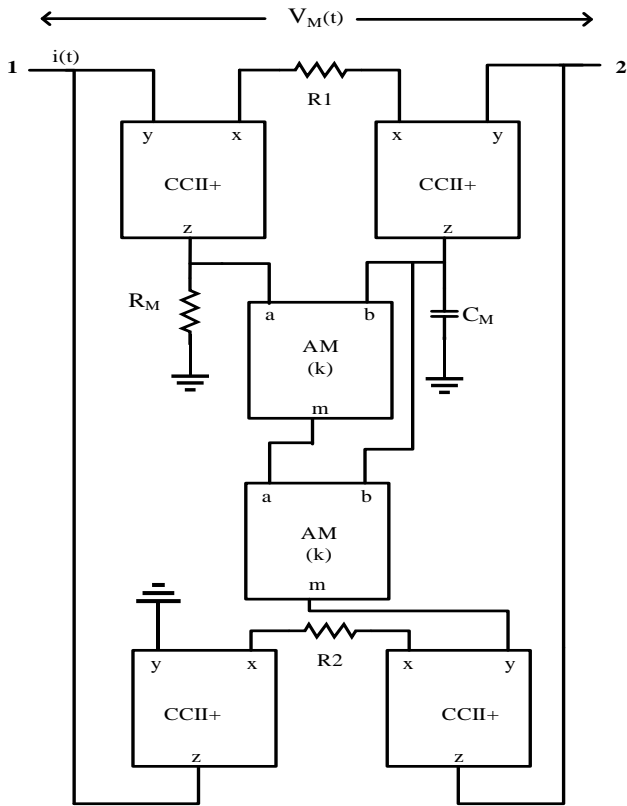 V_M(t)
1 i(t) 2
R1
y x x y
CCII+ CCII+
z z
R_M C_M
a b
AM
(k)
m
a b
AM
(k)
m
y x R2 x y
CCII+ CCII+
z z